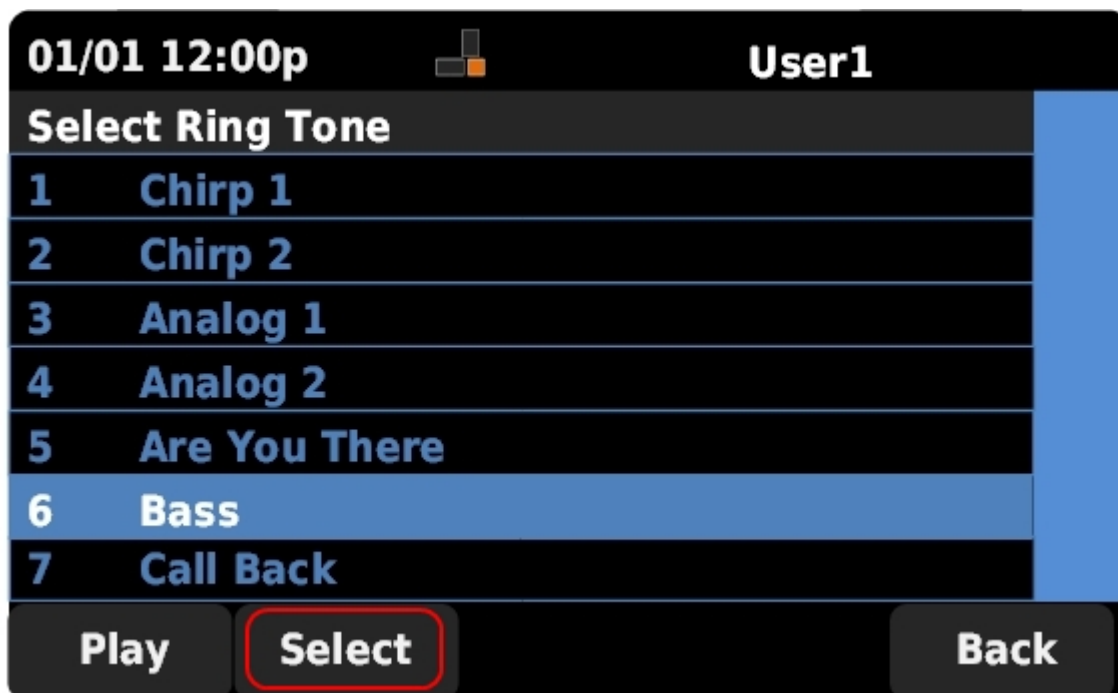 01/01 12:00p User1
Select Ring Tone
1 Chirp 1
2 Chirp 2
3 Analog 1
4 Analog 2
5 Are You There
6 Bass
7 Call Back
Play Select Back